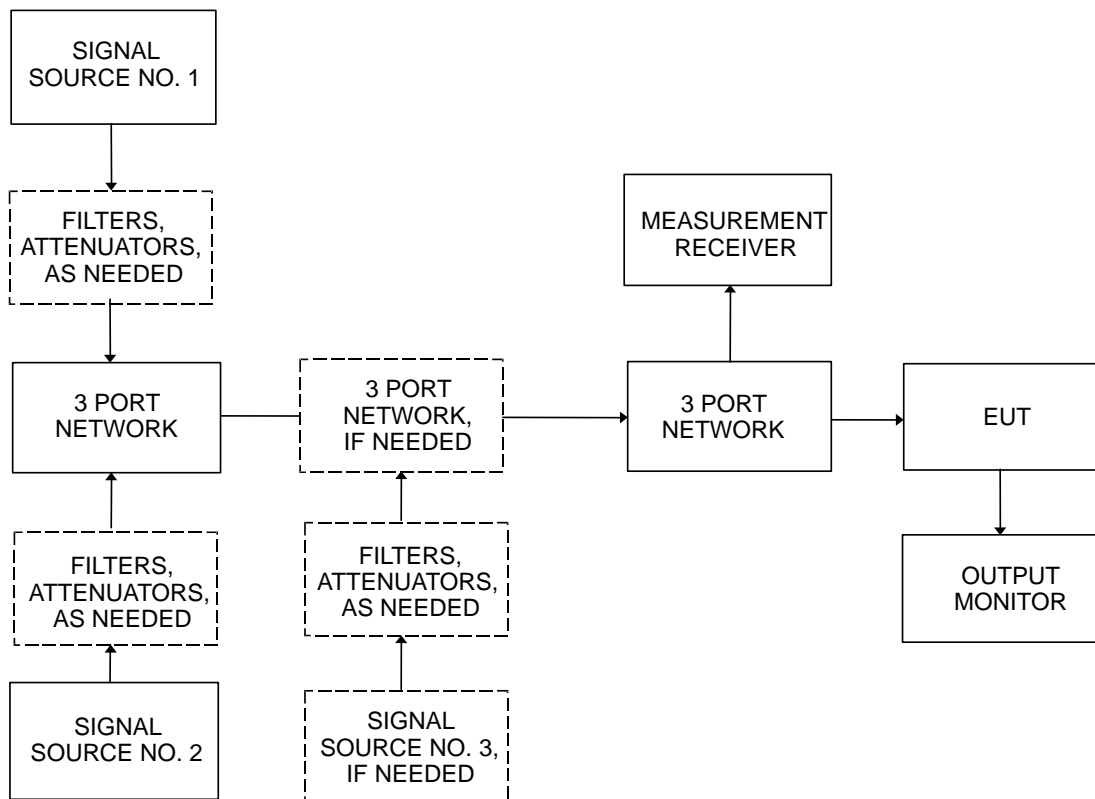 SIGNAL
SOURCE NO. 1
FILTERS,
ATTENUATORS,
AS NEEDED
MEASUREMENT
RECEIVER
3 PORT
NETWORK
3 PORT
NETWORK,
IF NEEDED
3 PORT
NETWORK
EUT
FILTERS,
ATTENUATORS,
AS NEEDED
FILTERS,
ATTENUATORS,
AS NEEDED
OUTPUT
MONITOR
SIGNAL
SOURCE NO. 2
SIGNAL
SOURCE NO. 3,
IF NEEDED